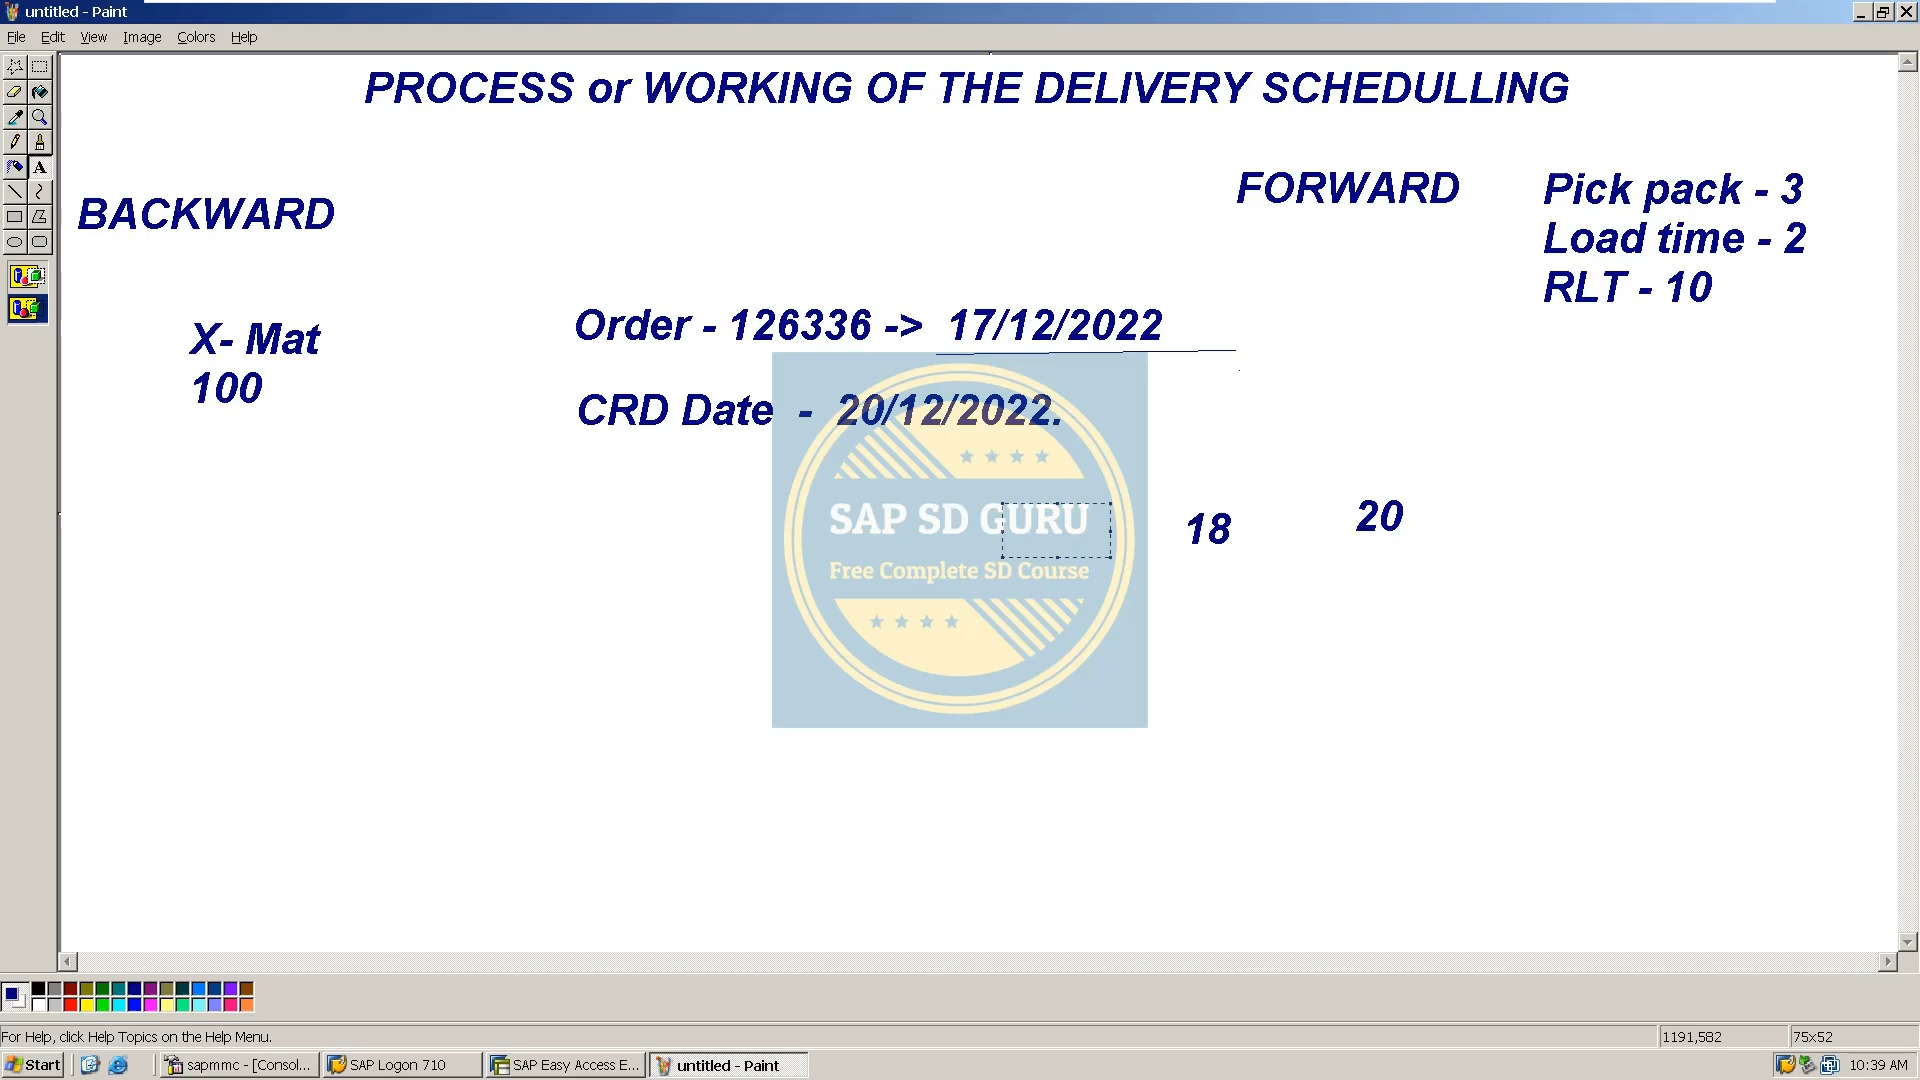 untitled - Paint
File Edit View Image Colors Help
PROCESS or WORKING OF THE DELIVERY SCHEDULLING
BACKWARD
FORWARD
Pick pack - 3
Load time - 2
RLT - 10
X- Mat
100
Order - 126336 -> 17/12/2022
CRD Date - 20/12/2022.
SAP SD GURU
Free Complete SD Course
18
20
For Help, click Help Topics on the Help Menu.
1191,582
75x52
Start
sapmmc - [Consol...
SAP Logon 710
SAP Easy Access E...
untitled - Paint
10:39 AM